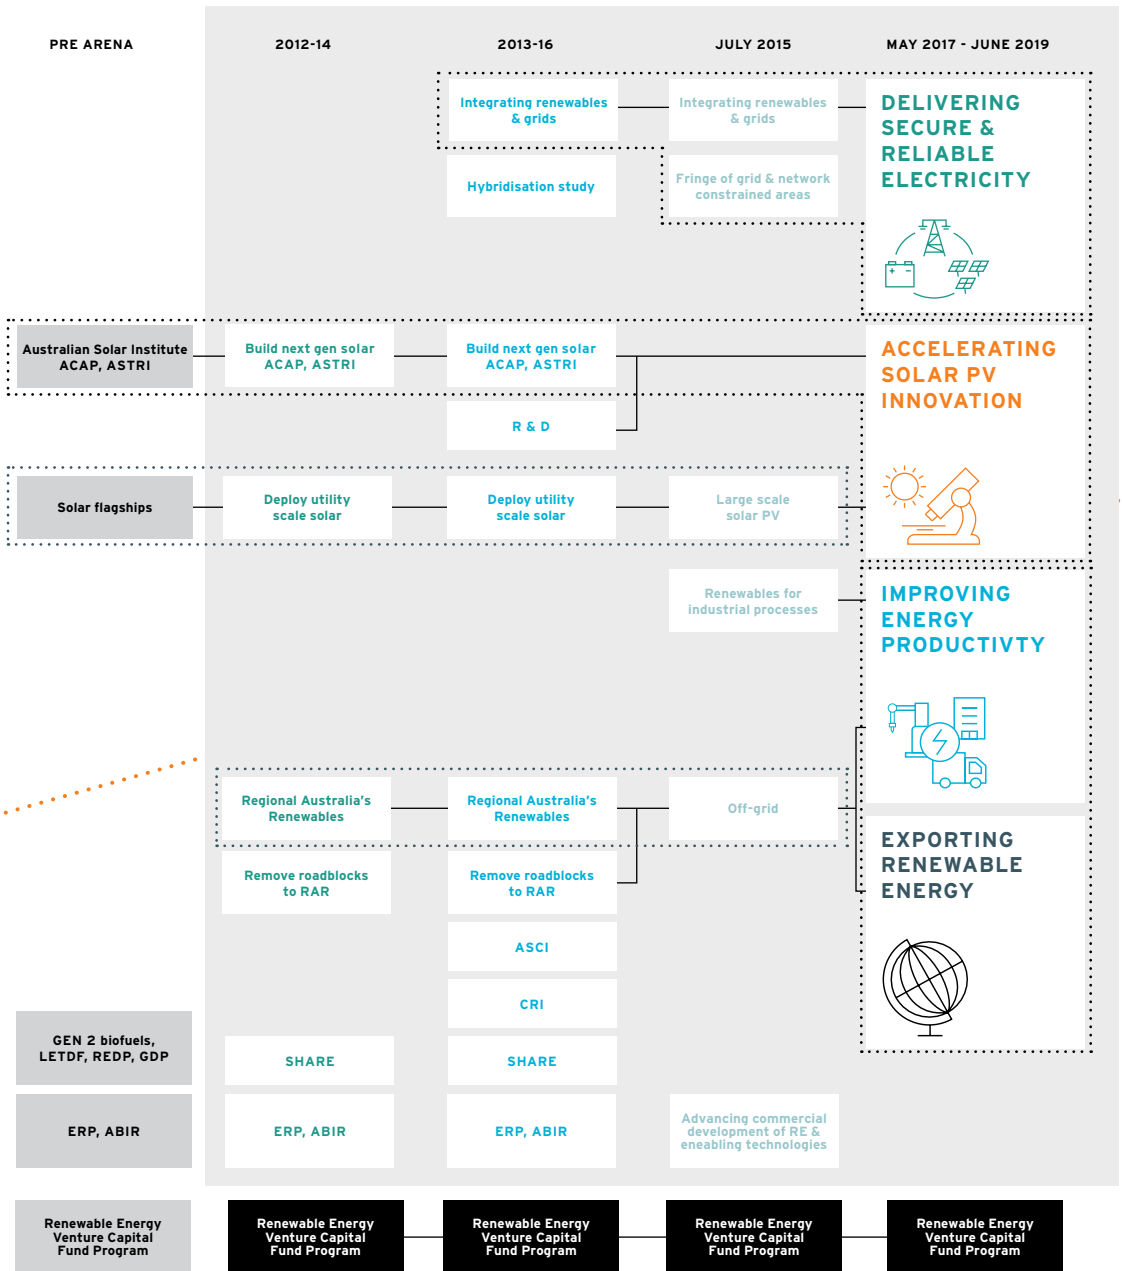 PRE ARENA
2012-14
2013-16
JULY 2015
MAY 2017 - JUNE 2019
Integrating renewables
& grids
Integrating renewables
& grids
DELIVERING
SECURE &
RELIABLE
ELECTRICITY
Hybridisation study
Fringe of grid & network
constrained areas
Australian Solar Institute
ACAP, ASTRI
Build next gen solar
ACAP, ASTRI
Build next gen solar
ACAP, ASTRI
ACCELERATING
SOLAR PV
INNOVATION
R & D
Solar flagships
Deploy utility
scale solar
Deploy utility
scale solar
Large scale
solar PV
Renewables for
industrial processes
IMPROVING
ENERGY
PRODUCTIVTY
Regional Australia's
Renewables
Regional Australia's
Renewables
Off-grid
EXPORTING
RENEWABLE
ENERGY
Remove roadblocks
to RAR
Remove roadblocks
to RAR
ASCI
CRI
GEN 2 biofuels,
LETDF, REDP, GDP
SHARE
SHARE
ERP, ABIR
ERP, ABIR
ERP, ABIR
Advancing commercial
development of RE &
eneabling technologies
Renewable Energy
Venture Capital
Fund Program
Renewable Energy
Venture Capital
Fund Program
Renewable Energy
Venture Capital
Fund Program
Renewable Energy
Venture Capital
Fund Program
Renewable Energy
Venture Capital
Fund Program